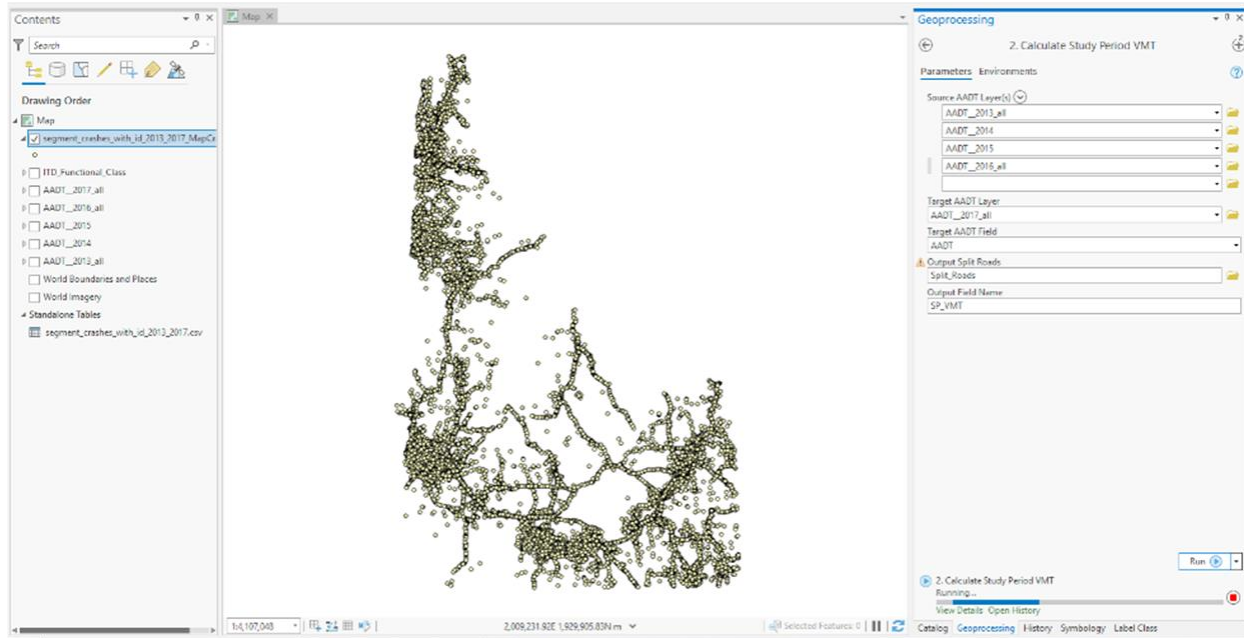 Contents
Search
Drawing Order
Map
segment_crashes_with_id_2013_2017_MapCr
ITD_Functional_Class
AADT__2017_all
AADT__2016_all
AADT__2015
AADT__2014
AADT__2013_all
World Boundaries and Places
World Imagery
Standalone Tables
segment_crashes_with_id_2013_2017.csv
Map
1:4,107,048
2,009,231.92E 1,929,905.83N m
Selected Features: 0
Geoprocessing
2. Calculate Study Period VMT
Parameters Environments
Source AADT Layer(s)
AADT__2013_all
AADT__2014
AADT__2015
AADT__2016_all
Target AADT Layer
AADT__2017_all
Target AADT Field
AADT
Output Split Roads
Split_Roads
Output Field Name
SP_VMT
Run
2. Calculate Study Period VMT
Running...
View Details Open History
Catalog Geoprocessing History Symbology Label Class